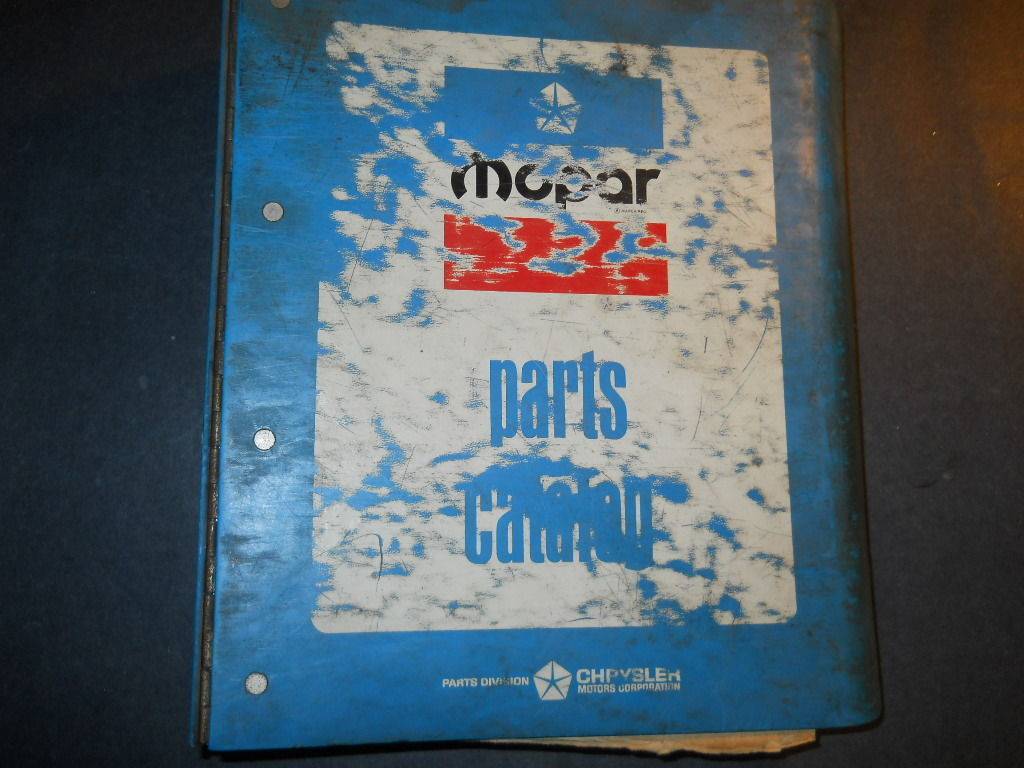 mopar
parts
catalog
PARTS DIVISION CHRYSLER
MOTORS CORPORATION